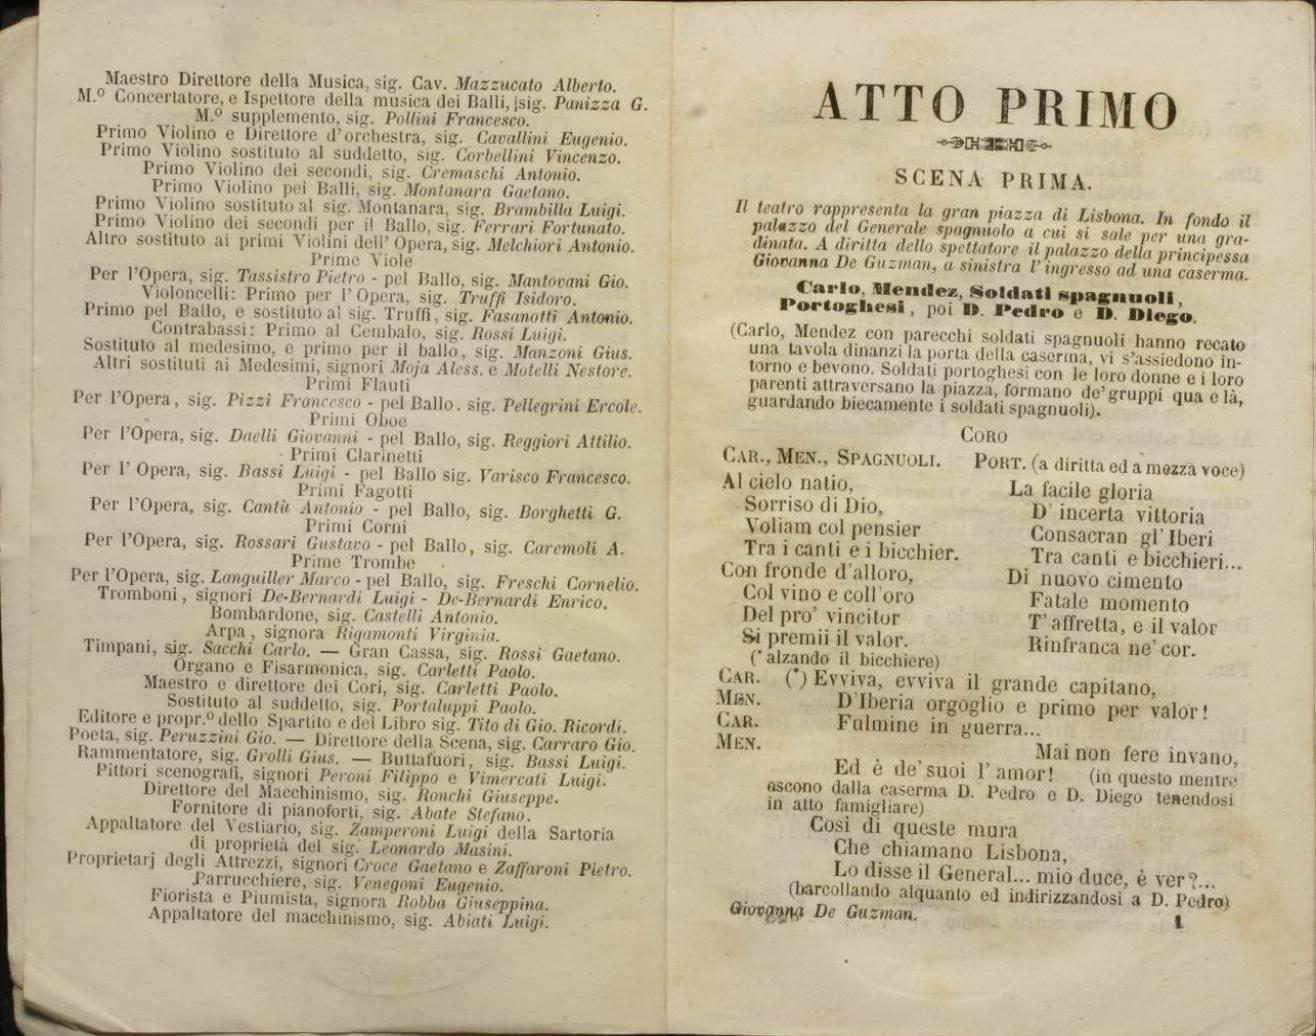 Maestro Direttore della Musica, sig. Cav. Mazzucato Alberto.
M.º Concertatore, e Ispettore della musica dei Balli, sig. Panizza G.
M.º supplemento, sig. Pollini Francesco.
Primo Violino e Direttore d'orchestra, sig. Cavallini Eugenio.
Primo Violino sostituto al suddetto, sig. Corbellini Vincenzo.
Primo Violino dei secondi, sig. Cremaschi Antonio.
Primo Violino pei Balli, sig. Montanara Gaetano.
Primo Violino sostituto al sig. Montanara, sig. Brambilla Luigi.
Primo Violino dei secondi per il Ballo, sig. Ferrari Fortunato.
Altro sostituto ai primi Violini dell' Opera, sig. Melchiori Antonio.
Prime Viole
Per l'Opera, sig. Tassistro Pietro - pel Ballo, sig. Mantovani Gio.
Violoncelli: Primo per l' Opera, sig. Truffi Isidoro.
Primo pel Ballo, e sostituto al sig. Truffi, sig. Fasanotti Antonio.
Contrabassi: Primo al Cembalo, sig. Rossi Luigi.
Sostituto al medesimo, e primo per il ballo, sig. Manzoni Gius.
Altri sostituti ai Medesimi, signori Moja Aless. e Motelli Nestore.
Primi Flauti
Per l'Opera, sig. Pizzi Francesco - pel Ballo. sig. Pellegrini Ercole.
Primi Oboe
Per l'Opera, sig. Daelli Giovanni - pel Ballo, sig. Reggiori Attilio.
Primi Clarinetti
Per l' Opera, sig. Bassi Luigi - pel Ballo sig. Varisco Francesco.
Primi Fagotti
Per l'Opera, sig. Cantù Antonio - pel Ballo, sig. Borghetti G.
Primi Corni
Per l'Opera, sig. Rossari Gustavo - pel Ballo, sig. Caremoli A.
Prime Trombe
Per l'Opera, sig. Languiller Marco - pel Ballo, sig. Freschi Cornelio.
Tromboni, signori De-Bernardi Luigi - De-Bernardi Enrico.
Bombardone, sig. Castelli Antonio.
Arpa, signora Rigamonti Virginia.
Timpani, sig. Sacchi Carlo. — Gran Cassa, sig. Rossi Gaetano.
Organo e Fisarmonica, sig. Carletti Paolo.
Maestro e direttore dei Cori, sig. Carletti Paolo.
Sostituto al suddetto, sig. Portaluppi Paolo.
Editore e propr.º dello Spartito e del Libro sig. Tito di Gio. Ricordi.
Poeta, sig. Peruzzini Gio. — Direttore della Scena, sig. Carraro Gio.
Rammentatore, sig. Grolli Gius. — Buttafuori, sig. Bassi Luigi.
Pittori scenografi, signori Peroni Filippo e Vimercati Luigi.
Direttore del Macchinismo, sig. Ronchi Giuseppe.
Fornitore di pianoforti, sig. Abate Stefano.
Appaltatore del Vestiario, sig. Zamperoni Luigi della Sartoria
di proprietà del sig. Leonardo Masini.
Proprietarj degli Attrezzi, signori Croce Gaetano e Zaffaroni Pietro.
Parrucchiere, sig. Venegoni Eugenio.
Fiorista e Piumista, signora Robba Giuseppina.
Appaltatore del macchinismo, sig. Abiati Luigi.
ATTO PRIMO
SCENA PRIMA.
Il teatro rappresenta la gran piazza di Lisbona. In fondo il
palazzo del Generale spagnuolo a cui si sale per una gra-
dinata. A diritta dello spettatore il palazzo della principessa
Giovanna De Guzman, a sinistra l'ingresso ad una caserma.
Carlo, Mendez, Soldati spagnuoli,
Portoghesi, poi D. Pedro e D. Diego.
(Carlo, Mendez con parecchi soldati spagnuoli hanno recato
una tavola dinanzi la porta della caserma, vi s'assiedono in-
torno e bevono. Soldati portoghesi con le loro donne e i loro
parenti attraversano la piazza, formano de'gruppi qua e là,
guardando biecamente i soldati spagnuoli).
CORO
CAR., MEN., SPAGNUOLI.
Al cielo natio,
Sorriso di Dio,
Voliam col pensier
Tra i canti e i bicchier.
Con fronde d'alloro,
Col vino e coll'oro
Del pro' vincitor
Si premii il valor.
(* alzando il bicchiere)
PORT. (a diritta ed a mezza voce)
La facile gloria
D' incerta vittoria
Consacran gl' Iberi
Tra canti e bicchieri...
Di nuovo cimento
Fatale momento
T'affretta, e il valor
Rinfranca ne' cor.
CAR. (*) Evviva, evviva il grande capitano,
MEN. D'Iberia orgoglio e primo per valor!
CAR. Fulmine in guerra...
MEN. Mai non fere invano,
Ed è de' suoi l' amor! (in questo mentre
escono dalla caserma D. Pedro e D. Diego tenendosi
in atto famigliare)
Così di queste mura
Che chiamano Lisbona,
Lo disse il General... mio duce, è ver?...
(barcollando alquanto ed indirizzandosi a D. Pedro)
Giovanna De Guzman. 1